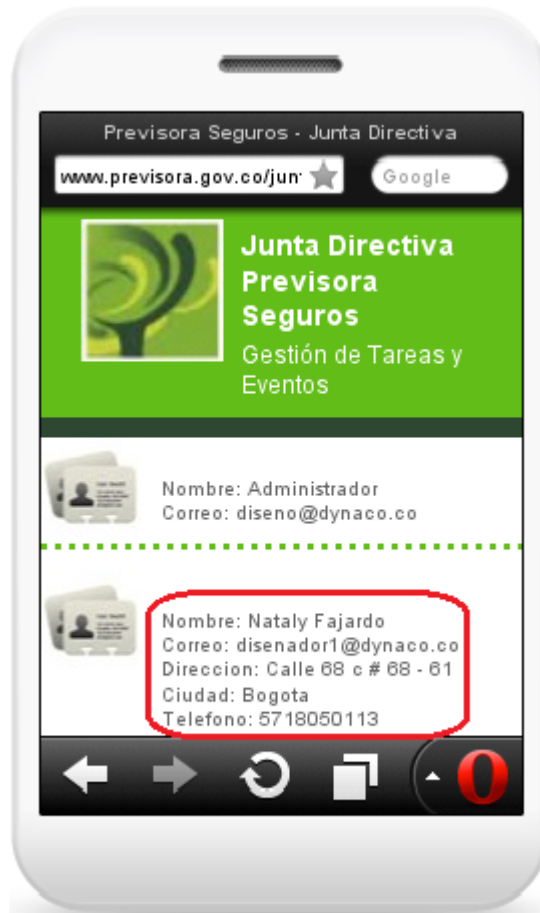 Previsora Seguros - Junta Directiva
www.previsora.gov.co/jun
Google
Junta Directiva
Previsora
Seguros
Gestión de Tareas y
Eventos
Nombre: Administrador
Correo: diseno@dynaco.co
Nombre: Nataly Fajardo
Correo: disenador1@dynaco.co
Direccion: Calle 68 c # 68 - 61
Ciudad: Bogota
Telefono: 5718050113